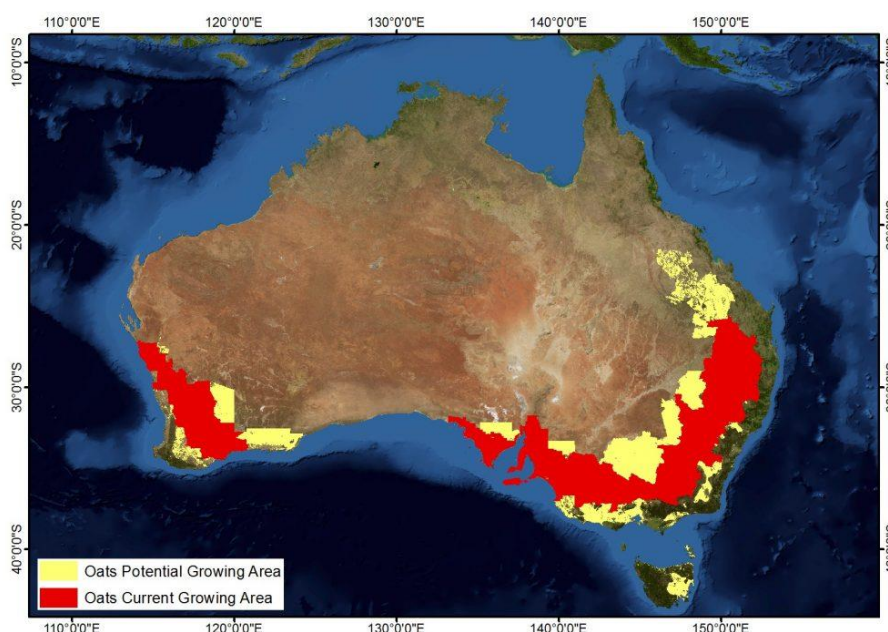 110°0'0"E 120°0'0"E 130°0'0"E 140°0'0"E 150°0'0"E
10°0'0"S
20°0'0"S
30°0'0"S
40°0'0"S
Oats Potential Growing Area
Oats Current Growing Area
110°0'0"E 120°0'0"E 130°0'0"E 140°0'0"E 150°0'0"E